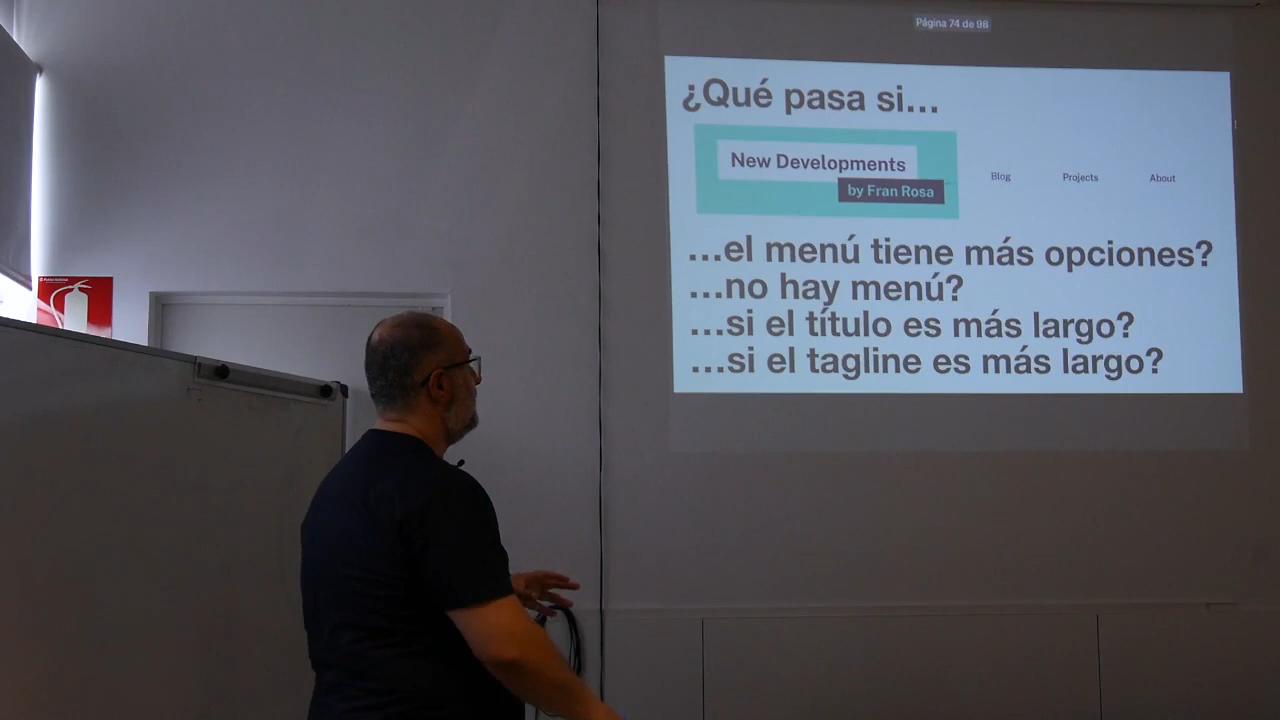 Página 74 de 98
¿Qué pasa si...
New Developments
by Fran Rosa
Blog
Projects
About
...el menú tiene más opciones?
...no hay menú?
...si el título es más largo?
...si el tagline es más largo?